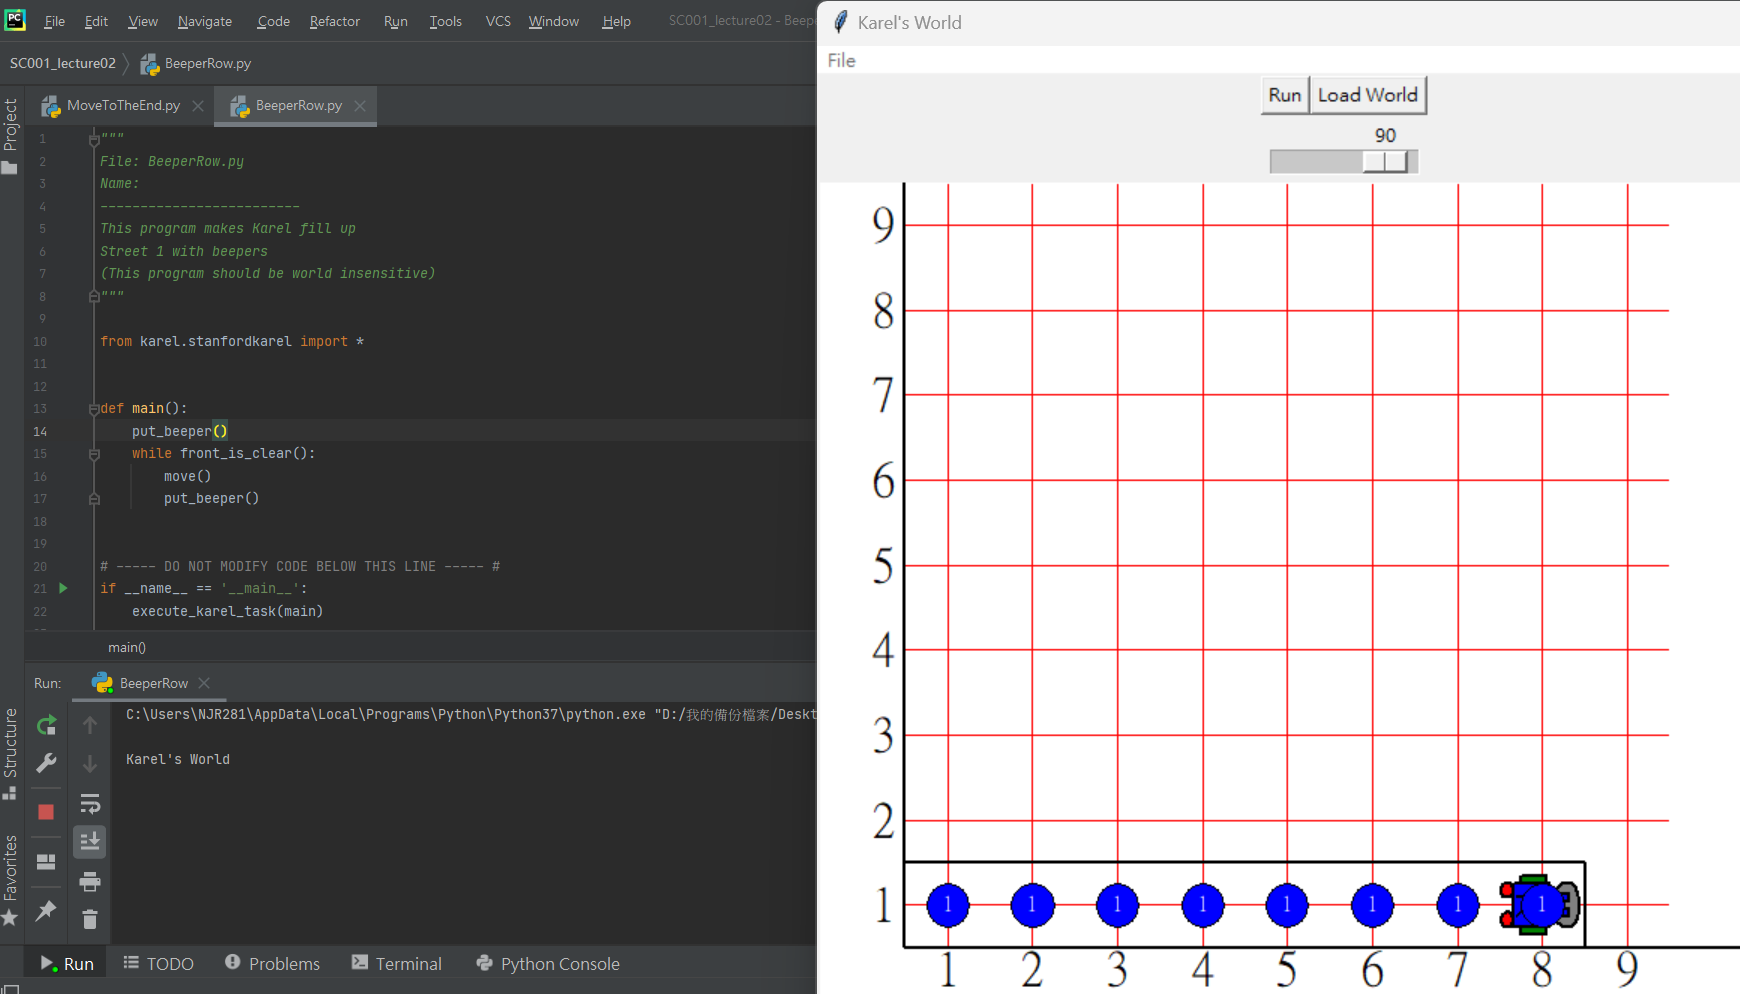 PC File Edit View Navigate Code Refactor Run Tools VCS Window Help SC001_lecture02 - Beep
SC001_lecture02 BeeperRow.py
MoveToTheEnd.py BeeperRow.py
Project
1 """
2 File: BeeperRow.py
3 Name:
4 -------------------------
5 This program makes Karel fill up
6 Street 1 with beepers
7 (This program should be world insensitive)
8 """
9
10 from karel.stanfordkarel import *
11
12
13 def main():
14 put_beeper()
15 while front_is_clear():
16 move()
17 put_beeper()
18
19
20 # ----- DO NOT MODIFY CODE BELOW THIS LINE ----- #
21 if __name__ == '__main__':
22 execute_karel_task(main)
main()
Run: BeeperRow
C:\Users\NJR281\AppData\Local\Programs\Python\Python37\python.exe "D:/我的備份檔案/Deskt
Karel's World
Structure
Favorites
Run TODO Problems Terminal Python Console
Karel's World
File
Run Load World
90
9
8
7
6
5
4
3
2
1 1 1 1 1 1 1 1 1
1 2 3 4 5 6 7 8 9